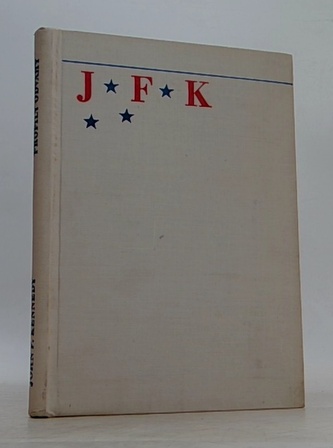 PROFILY ODVAHY
JOHN F. KENNEDY
J ★ F ★ K